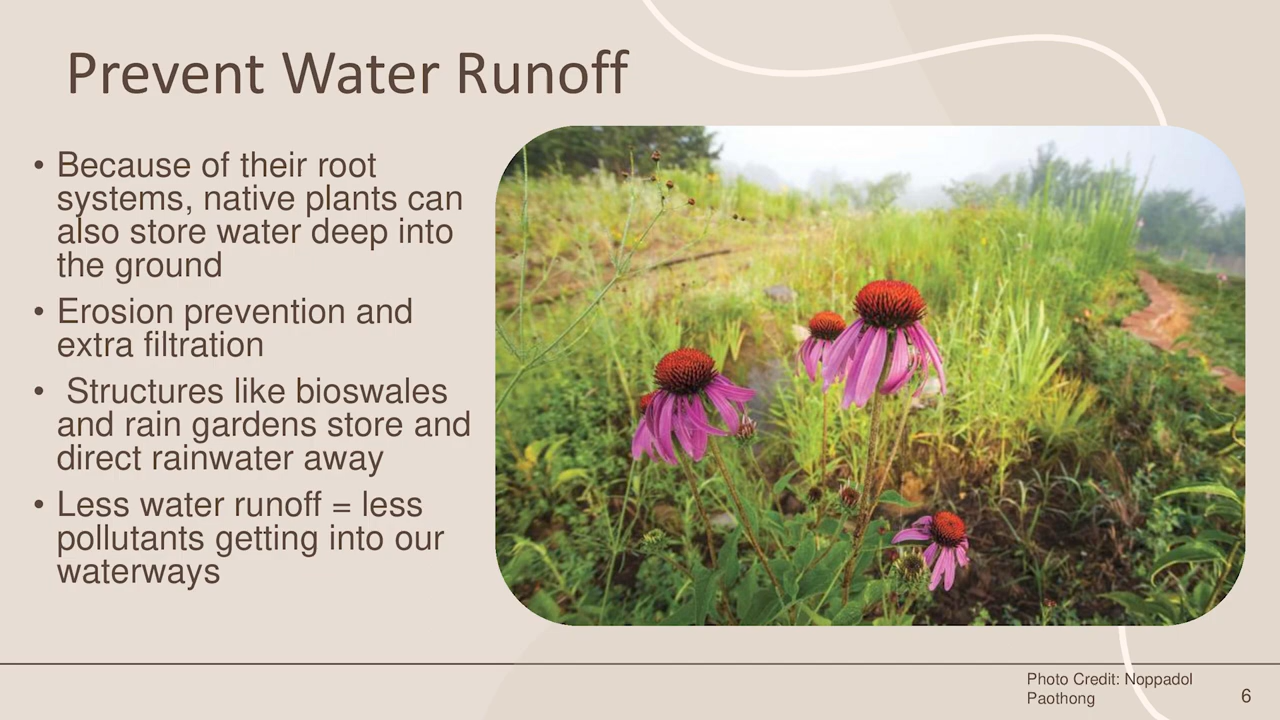 Prevent Water Runoff
• Because of their root
systems, native plants can
also store water deep into
the ground
• Erosion prevention and
extra filtration
• Structures like bioswales
and rain gardens store and
direct rainwater away
• Less water runoff = less
pollutants getting into our
waterways
Photo Credit: Noppadol
Paothong
6